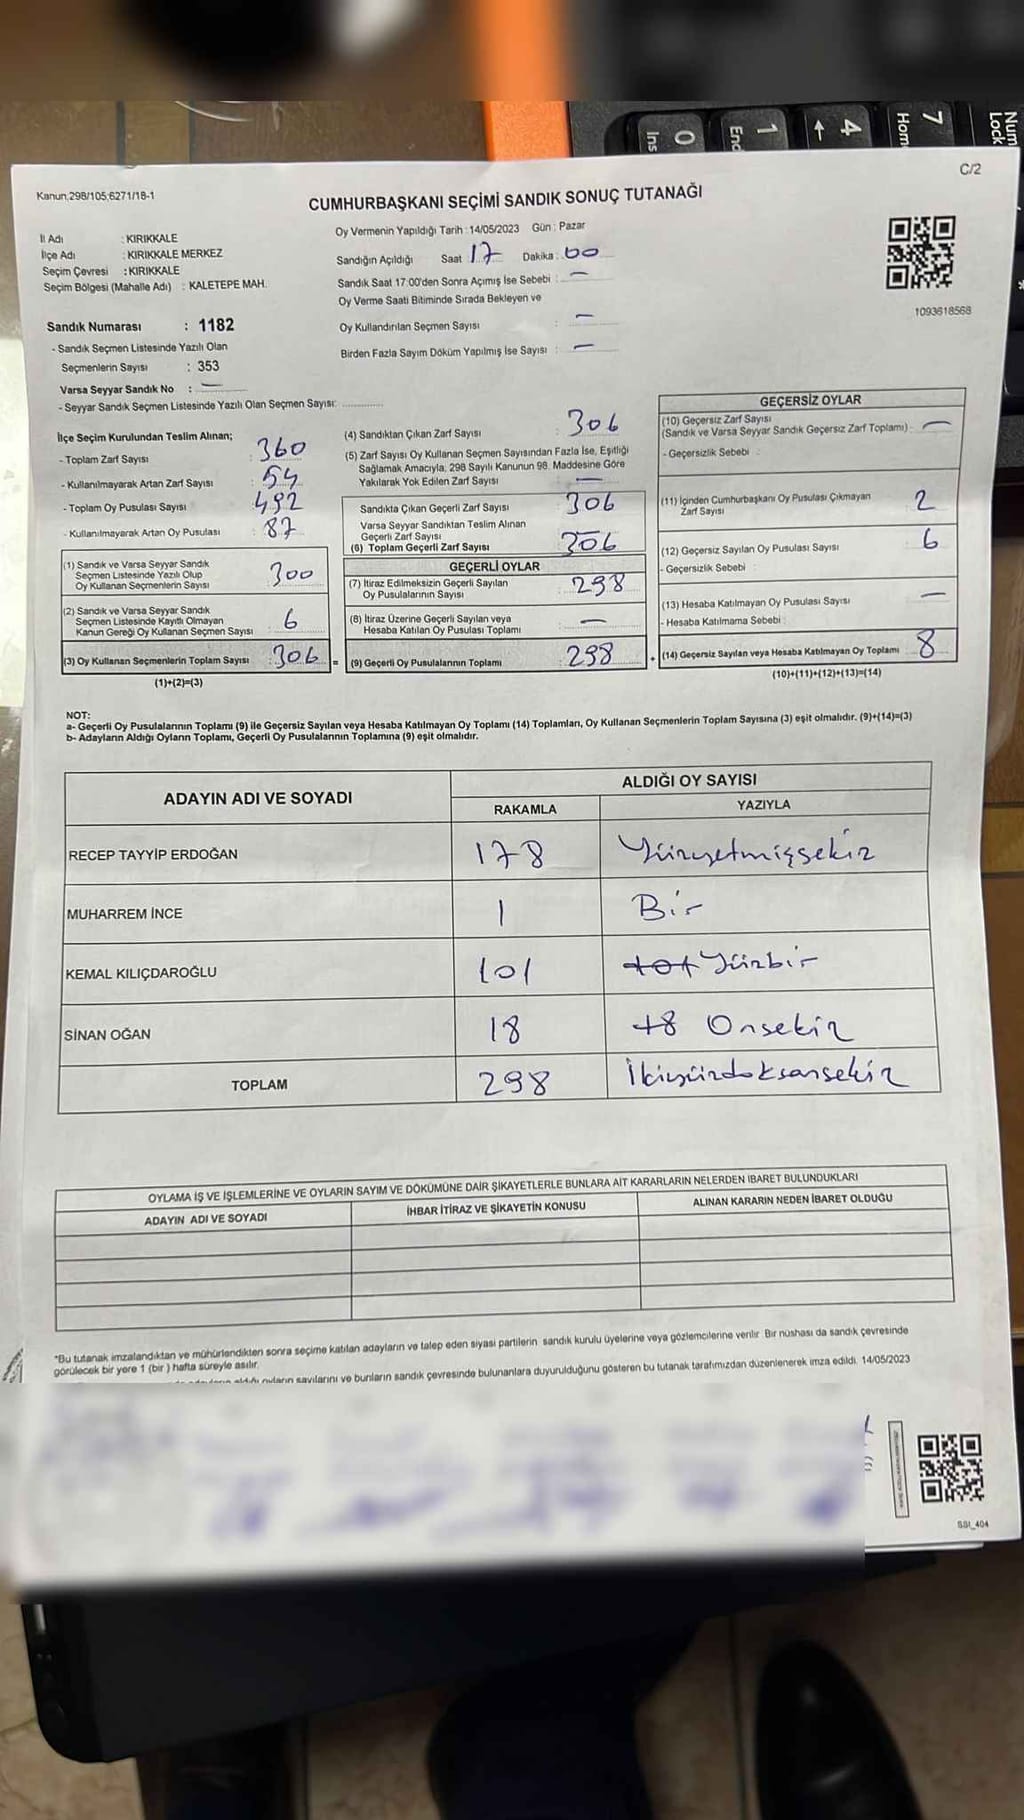 Num
Lock
7
Hom
4
1
End
0
Ins
C/2
Kanun;298/105;6271/18-1
CUMHURBAŞKANI SEÇİMİ SANDIK SONUÇ TUTANAĞI
İl Adı : KIRIKKALE
İlçe Adı : KIRIKKALE MERKEZ
Seçim Çevresi : KIRIKKALE
Seçim Bölgesi (Mahalle Adı) : KALETEPE MAH.
Oy Vermenin Yapıldığı Tarih : 14/05/2023 Gün : Pazar
Sandığın Açıldığı Saat 17 Dakika : 00
Sandık Saat 17:00'den Sonra Açımış İse Sebebi : —
Oy Verme Saati Bitiminde Sırada Bekleyen ve
Oy Kullandırılan Seçmen Sayısı : —
Birden Fazla Sayım Döküm Yapılmış İse Sayısı : —
1093618568
Sandık Numarası : 1182
- Sandık Seçmen Listesinde Yazılı Olan
Seçmenlerin Sayısı : 353
Varsa Seyyar Sandık No : —
- Seyyar Sandık Seçmen Listesinde Yazılı Olan Seçmen Sayısı: .............
İlçe Seçim Kurulundan Teslim Alınan;
- Toplam Zarf Sayısı : 360
- Kullanılmayarak Artan Zarf Sayısı : 54
- Toplam Oy Pusulası Sayısı : 492
- Kullanılmayarak Artan Oy Pusulası : 87
(1) Sandık ve Varsa Seyyar Sandık
Seçmen Listesinde Yazılı Olup
Oy Kullanan Seçmenlerin Sayısı : 300
(2) Sandık ve Varsa Seyyar Sandık
Seçmen Listesinde Kayıtlı Olmayan
Kanun Gereği Oy Kullanan Seçmen Sayısı : 6
(3) Oy Kullanan Seçmenlerin Toplam Sayısı : 306 =
(1)+(2)=(3)
(4) Sandıktan Çıkan Zarf Sayısı : 306
(5) Zarf Sayısı Oy Kullanan Seçmen Sayısından Fazla İse, Eşitliği
Sağlamak Amacıyla, 298 Sayılı Kanunun 98. Maddesine Göre
Yakılarak Yok Edilen Zarf Sayısı : —
Sandıkta Çıkan Geçerli Zarf Sayısı : 306
Varsa Seyyar Sandıktan Teslim Alınan
Geçerli Zarf Sayısı :
(6) Toplam Geçerli Zarf Sayısı : 306
GEÇERLİ OYLAR
(7) İtiraz Edilmeksizin Geçerli Sayılan
Oy Pusulalarının Sayısı : 298
(8) İtiraz Üzerine Geçerli Sayılan veya
Hesaba Katılan Oy Pusulası Toplamı : —
(9) Geçerli Oy Pusulalarının Toplamı : 298 +
GEÇERSİZ OYLAR
(10) Geçersiz Zarf Sayısı
(Sandık ve Varsa Seyyar Sandık Geçersiz Zarf Toplamı) : —
- Geçersizlik Sebebi :
(11) İçinden Cumhurbaşkanı Oy Pusulası Çıkmayan
Zarf Sayısı 2
(12) Geçersiz Sayılan Oy Pusulası Sayısı 6
- Geçersizlik Sebebi :
(13) Hesaba Katılmayan Oy Pusulası Sayısı —
- Hesaba Katılmama Sebebi :
(14) Geçersiz Sayılan veya Hesaba Katılmayan Oy Toplamı 8
(10)+(11)+(12)+(13)=(14)
NOT:
a- Geçerli Oy Pusulalarının Toplamı (9) ile Geçersiz Sayılan veya Hesaba Katılmayan Oy Toplamı (14) Toplamları, Oy Kullanan Seçmenlerin Toplam Sayısına (3) eşit olmalıdır. (9)+(14)=(3)
b- Adayların Aldığı Oyların Toplamı, Geçerli Oy Pusulalarının Toplamına (9) eşit olmalıdır.
ADAYIN ADI VE SOYADI
ALDIĞI OY SAYISI
RAKAMLA YAZIYLA
RECEP TAYYİP ERDOĞAN 178 Yüzyetmişsekiz
MUHARREM İNCE 1 Bir
KEMAL KILIÇDAROĞLU 101 101 Yüzbir
SİNAN OĞAN 18 18 Onsekiz
TOPLAM 298 İkiyüzdoksansekiz
OYLAMA İŞ VE İŞLEMLERİNE VE OYLARIN SAYIM VE DÖKÜMÜNE DAİR ŞİKAYETLERLE BUNLARA AİT KARARLARIN NELERDEN İBARET BULUNDUKLARI
ADAYIN ADI VE SOYADI İHBAR İTİRAZ VE ŞİKAYETİN KONUSU ALINAN KARARIN NEDEN İBARET OLDUĞU
*Bu tutanak imzalandıktan ve mühürlendikten sonra seçime katılan adayların ve talep eden siyasi partilerin sandık kurulu üyelerine veya gözlemcilerine verilir. Bir nüshası da sandık çevresinde
görülecek bir yere 1 (bir ) hafta süreyle asılır.
aldığı oyların sayılarını ve bunların sandık çevresinde bulunanlara duyurulduğunu gösteren bu tutanak tarafımızdan düzenlenerek imza edildi. 14/05/2023
SSI_404